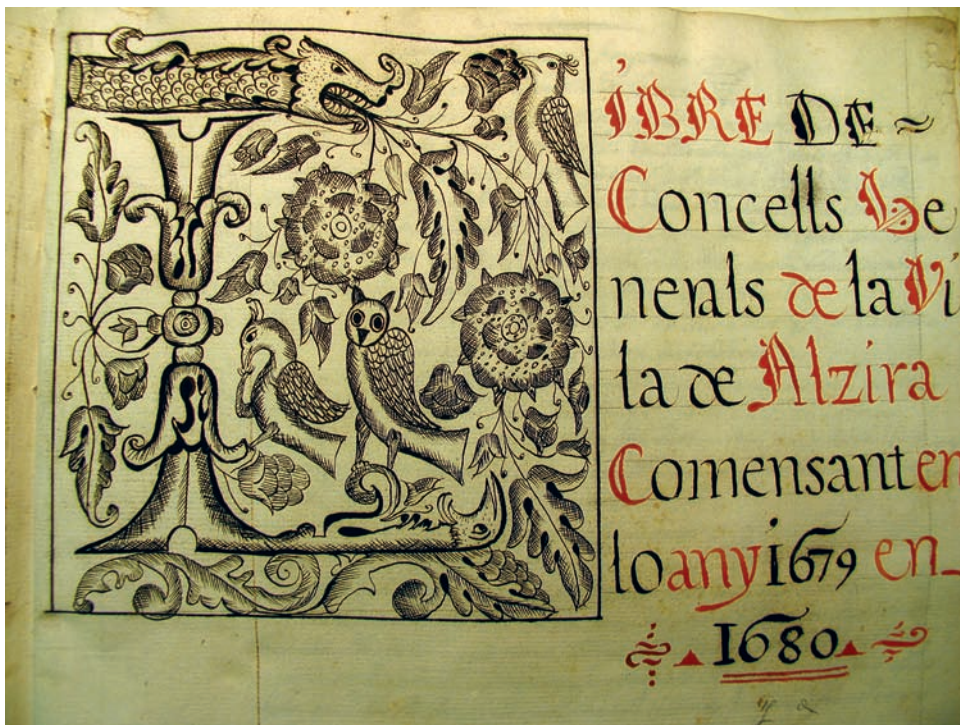 LIBRE DE ~
Concells Ge
nerals de la Vi
la de Alzira
Comensant en
lo any 1679 en
1680